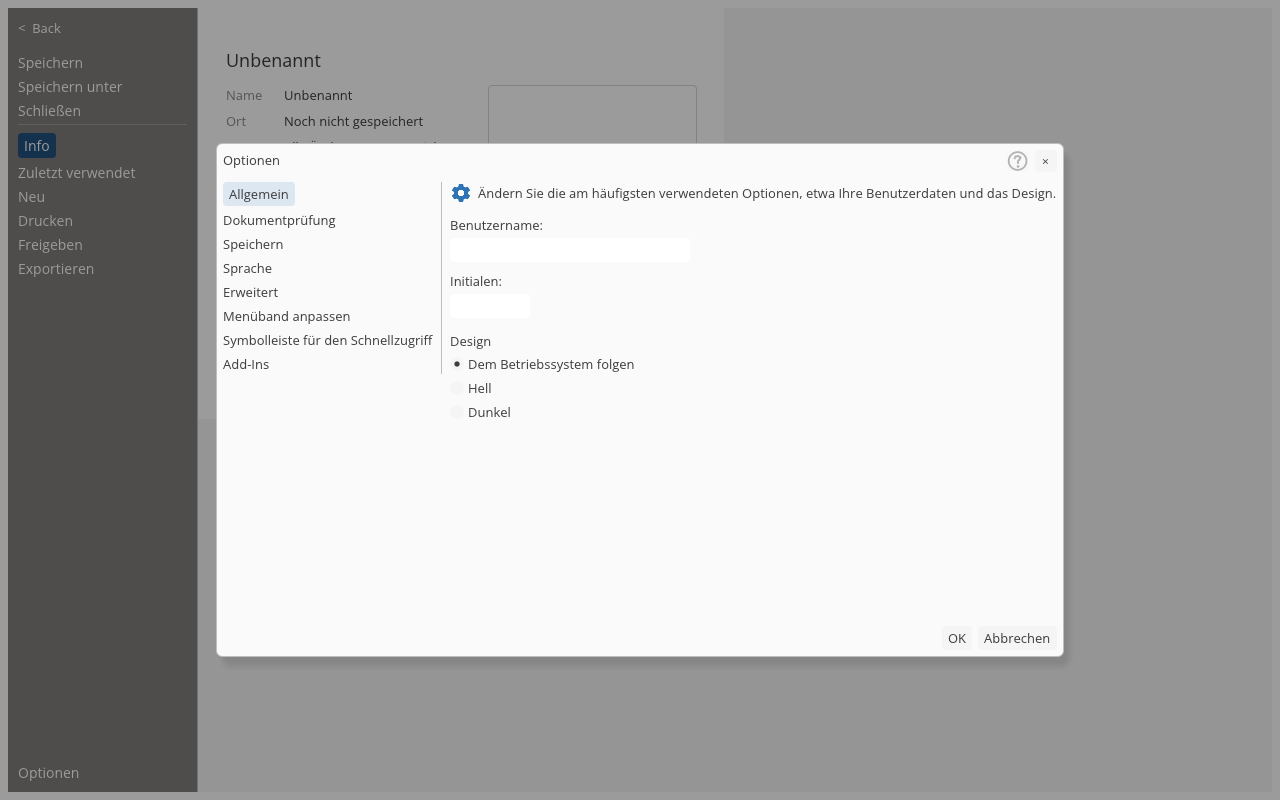 < Back
Speichern
Speichern unter
Schließen
Info
Zuletzt verwendet
Neu
Drucken
Freigeben
Exportieren
Optionen
Unbenannt
Name Unbenannt
Ort Noch nicht gespeichert
Optionen
?
×
Allgemein
Dokumentprüfung
Speichern
Sprache
Erweitert
Menüband anpassen
Symbolleiste für den Schnellzugriff
Add-Ins
Ändern Sie die am häufigsten verwendeten Optionen, etwa Ihre Benutzerdaten und das Design.
Benutzername:
Initialen:
Design
Dem Betriebssystem folgen
Hell
Dunkel
OK Abbrechen